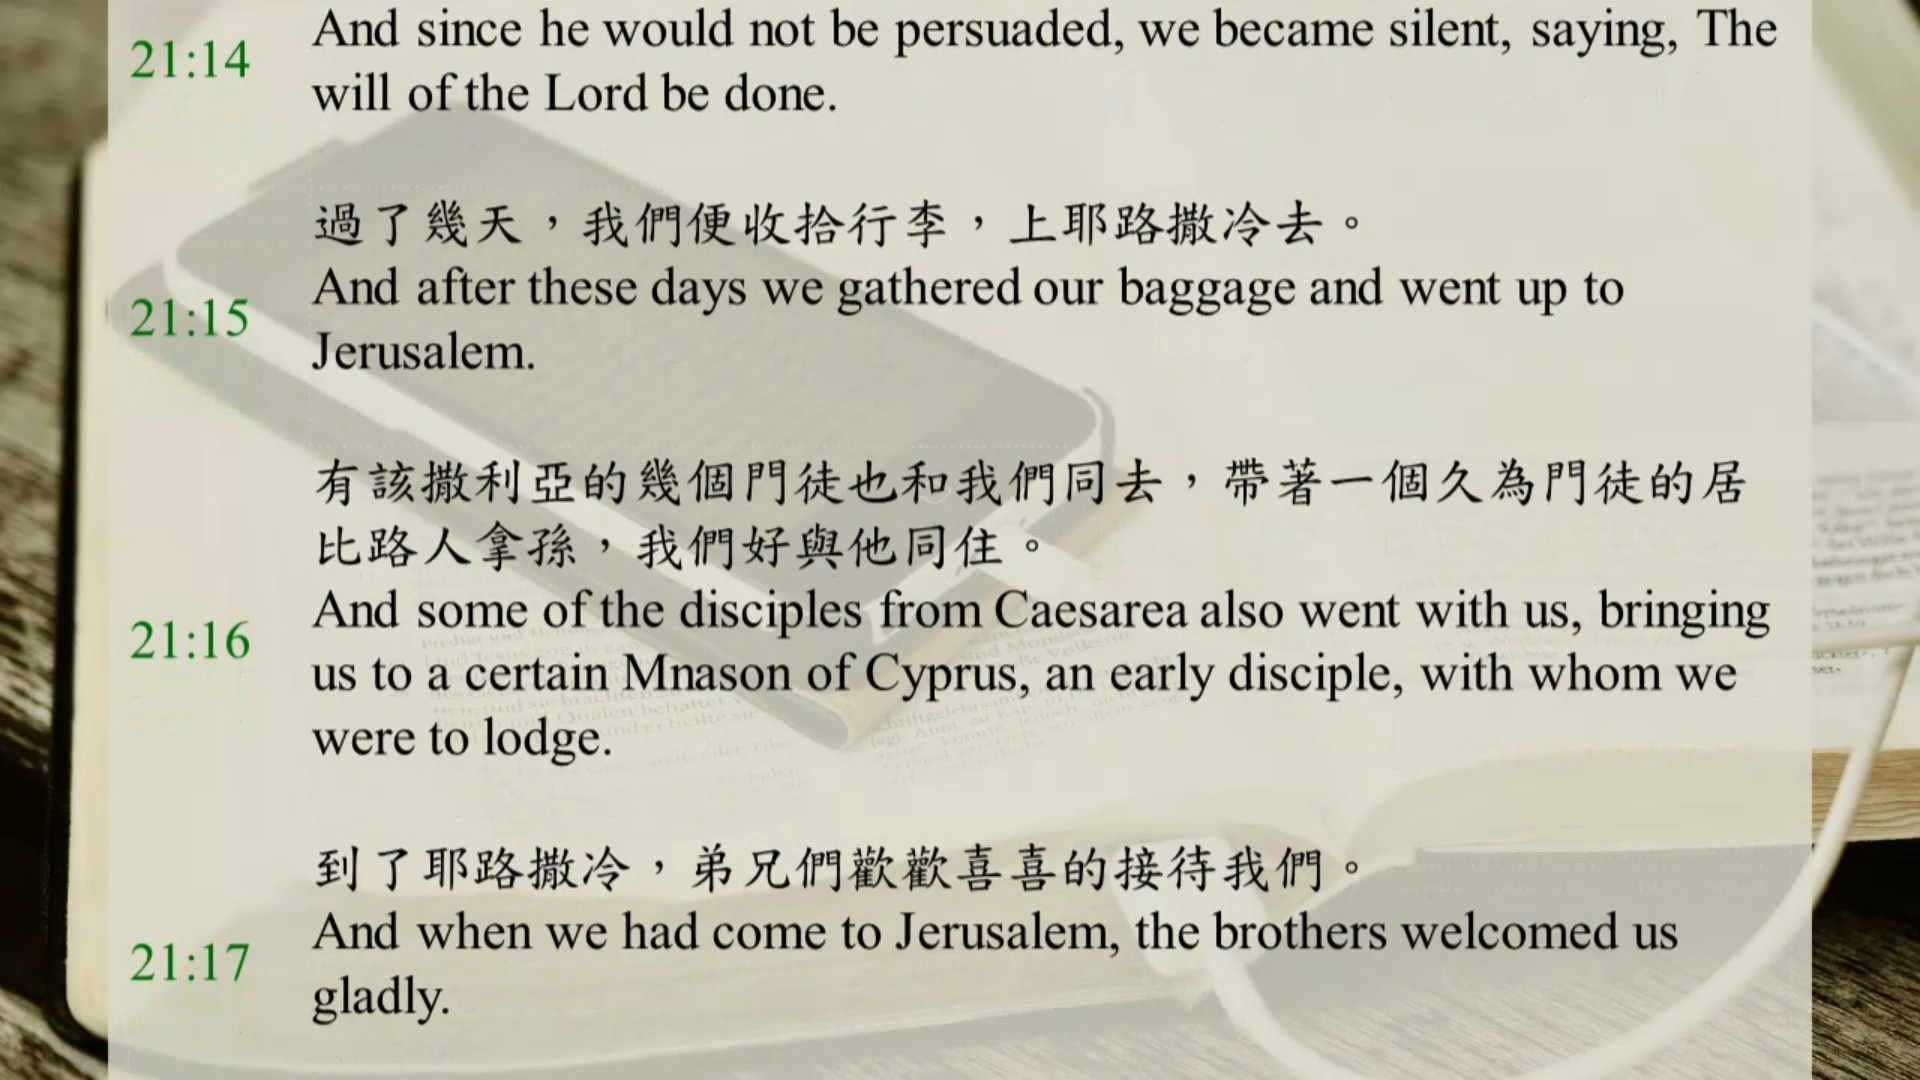 21:14
And since he would not be persuaded, we became silent, saying, The
will of the Lord be done.
過了幾天，我們便收拾行李，上耶路撒冷去。
21:15
And after these days we gathered our baggage and went up to
Jerusalem.
有該撒利亞的幾個門徒也和我們同去，帶著一個久為門徒的居
比路人拿孫，我們好與他同住。
21:16
And some of the disciples from Caesarea also went with us, bringing
us to a certain Mnason of Cyprus, an early disciple, with whom we
were to lodge.
到了耶路撒冷，弟兄們歡歡喜喜的接待我們。
21:17
And when we had come to Jerusalem, the brothers welcomed us
gladly.